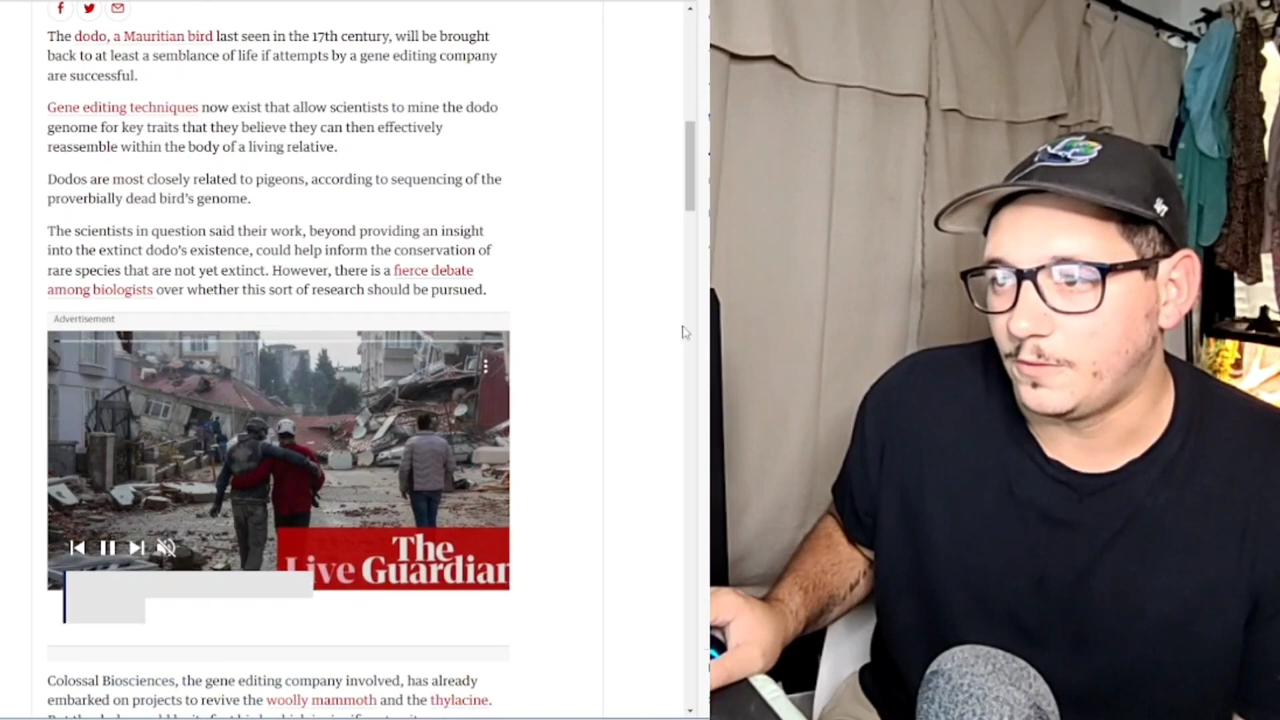 The dodo, a Mauritian bird last seen in the 17th century, will be brought
back to at least a semblance of life if attempts by a gene editing company
are successful.
Gene editing techniques now exist that allow scientists to mine the dodo
genome for key traits that they believe they can then effectively
reassemble within the body of a living relative.
Dodos are most closely related to pigeons, according to sequencing of the
proverbially dead bird's genome.
The scientists in question said their work, beyond providing an insight
into the extinct dodo's existence, could help inform the conservation of
rare species that are not yet extinct. However, there is a fierce debate
among biologists over whether this sort of research should be pursued.
Advertisement
The
Live Guardian
Colossal Biosciences, the gene editing company involved, has already
embarked on projects to revive the woolly mammoth and the thylacine.
47